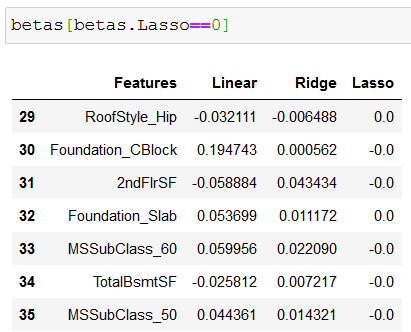 betas[betas.Lasso==0]
Features Linear Ridge Lasso
29 RoofStyle_Hip -0.032111 -0.006488 0.0
30 Foundation_CBlock 0.194743 0.000562 -0.0
31 2ndFlrSF -0.058884 0.043434 -0.0
32 Foundation_Slab 0.053699 0.011172 -0.0
33 MSSubClass_60 0.059956 0.022090 -0.0
34 TotalBsmtSF -0.025812 0.007217 -0.0
35 MSSubClass_50 0.044361 0.014321 -0.0